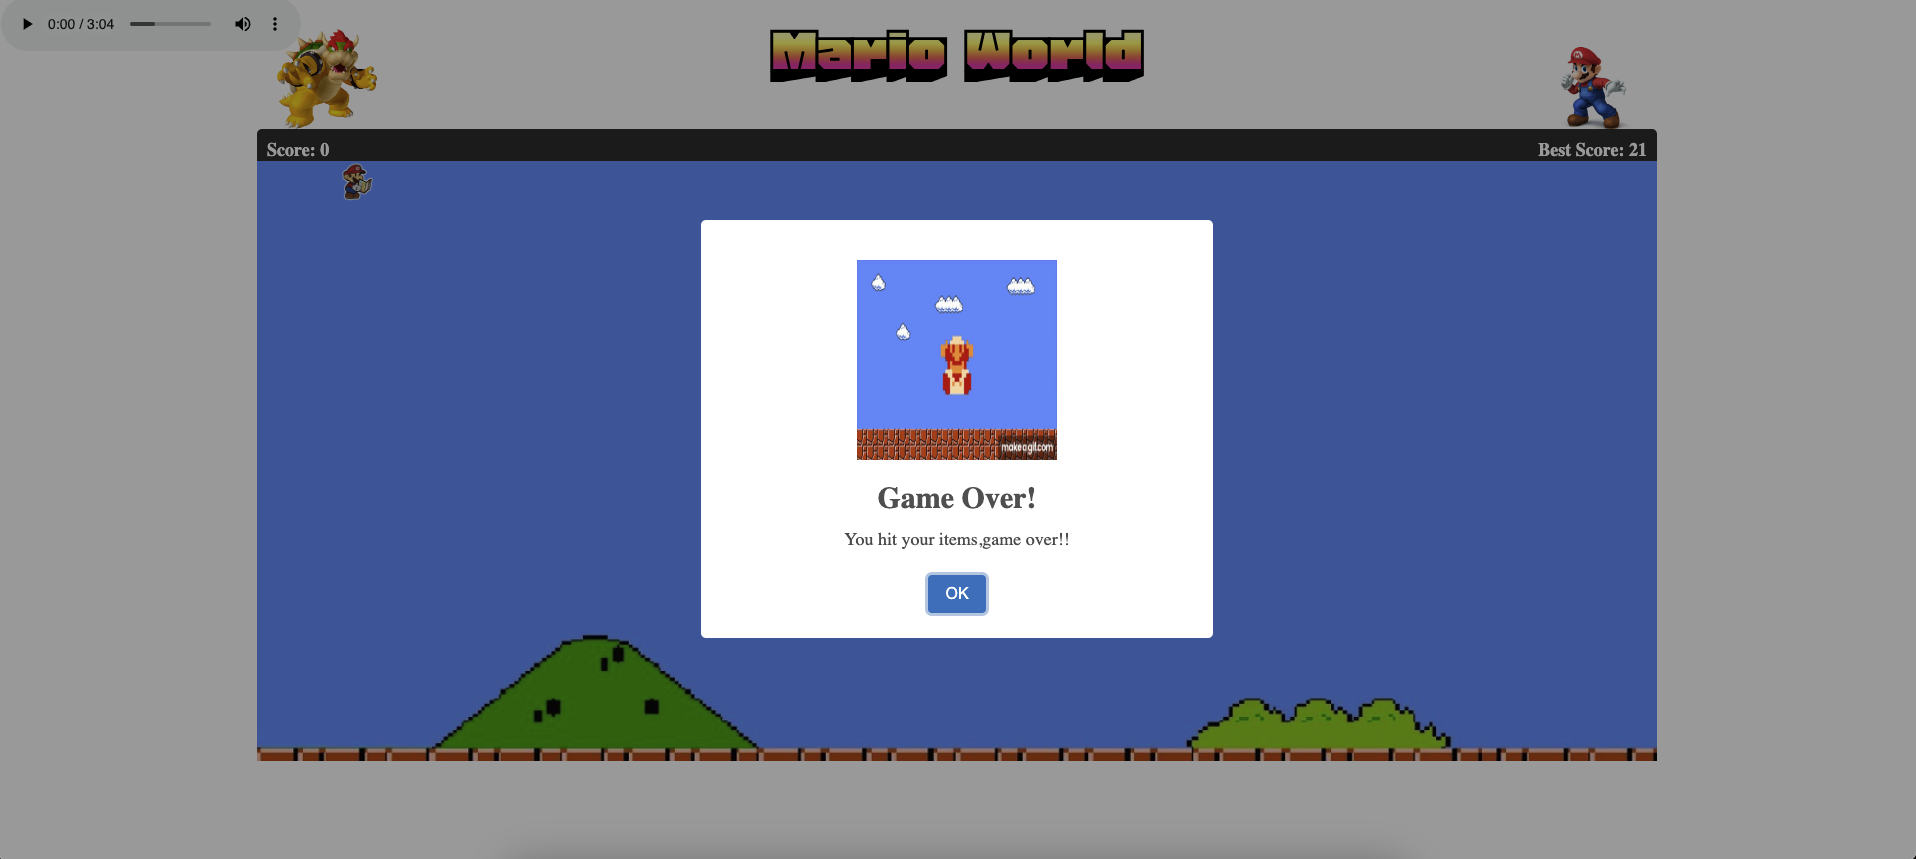 0:00 / 3:04
Mario World
Score: 0
Best Score: 21
makeagif.com
Game Over!
You hit your items,game over!!
OK